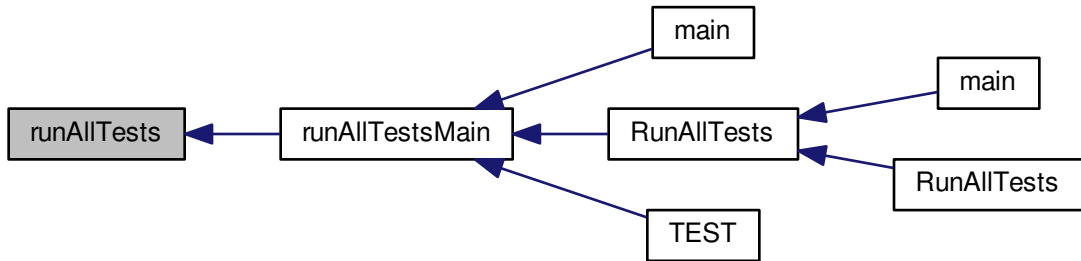 main
main
runAllTests
runAllTestsMain
RunAllTests
RunAllTests
TEST